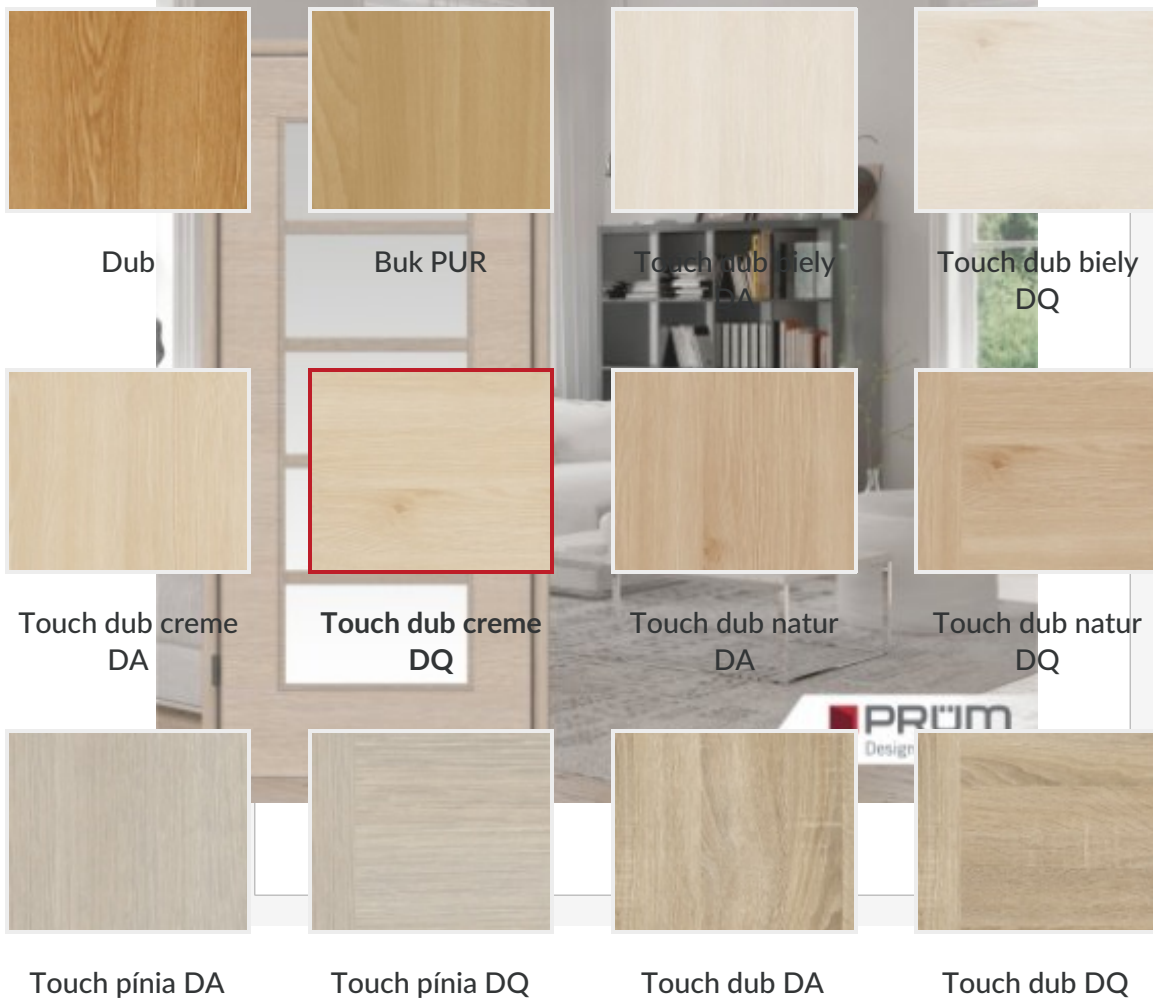 Dub
Buk PUR
Touch dub biely
DA
Touch dub biely
DQ
Touch dub creme
DA
Touch dub creme
DQ
Touch dub natur
DA
Touch dub natur
DQ
PRÜM
Design
Touch pínia DA
Touch pínia DQ
Touch dub DA
Touch dub DQ